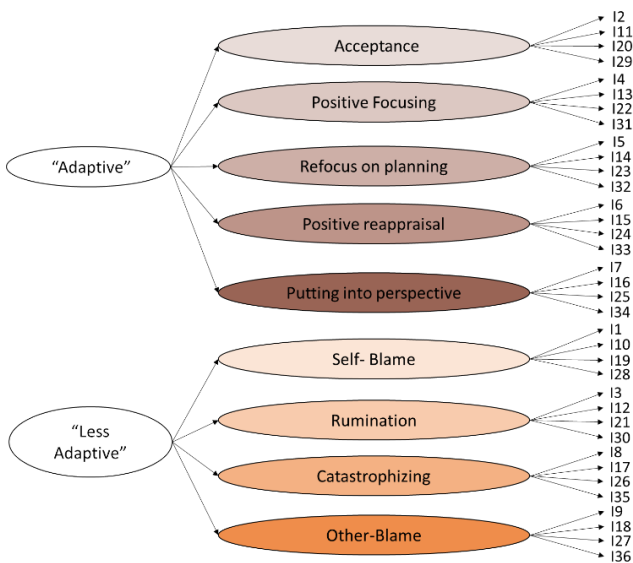 I2
Acceptance
I11
I20
I29
I4
Positive Focusing
I13
I22
I31
“Adaptive”
I5
Refocus on planning
I14
I23
I32
I6
Positive reappraisal
I15
I24
I33
I7
Putting into perspective
I16
I25
I34
I1
Self- Blame
I10
I19
I28
“Less
Adaptive”
I3
Rumination
I12
I21
I30
I8
Catastrophizing
I17
I26
I35
I9
Other-Blame
I18
I27
I36